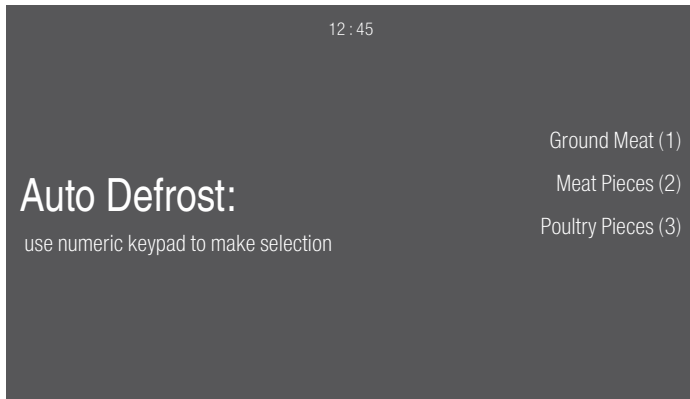 12 : 45
Ground Meat (1)
Meat Pieces (2)
Auto Defrost:
Poultry Pieces (3)
use numeric keypad to make selection